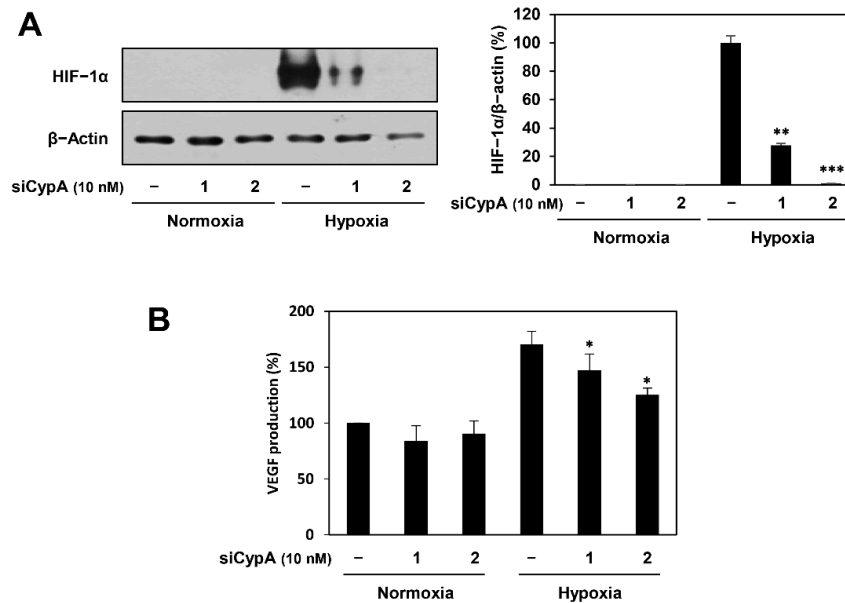 A
HIF−1α
β−Actin
siCypA (10 nM) − 1 2 − 1 2
Normoxia Hypoxia
HIF−1α/β−actin (%)
120
100
80
60
40
20
0
**
***
siCypA (10 nM) − 1 2 − 1 2
Normoxia Hypoxia
B
VEGF production (%)
200
150
100
50
0
*
*
siCypA (10 nM) − 1 2 − 1 2
Normoxia Hypoxia